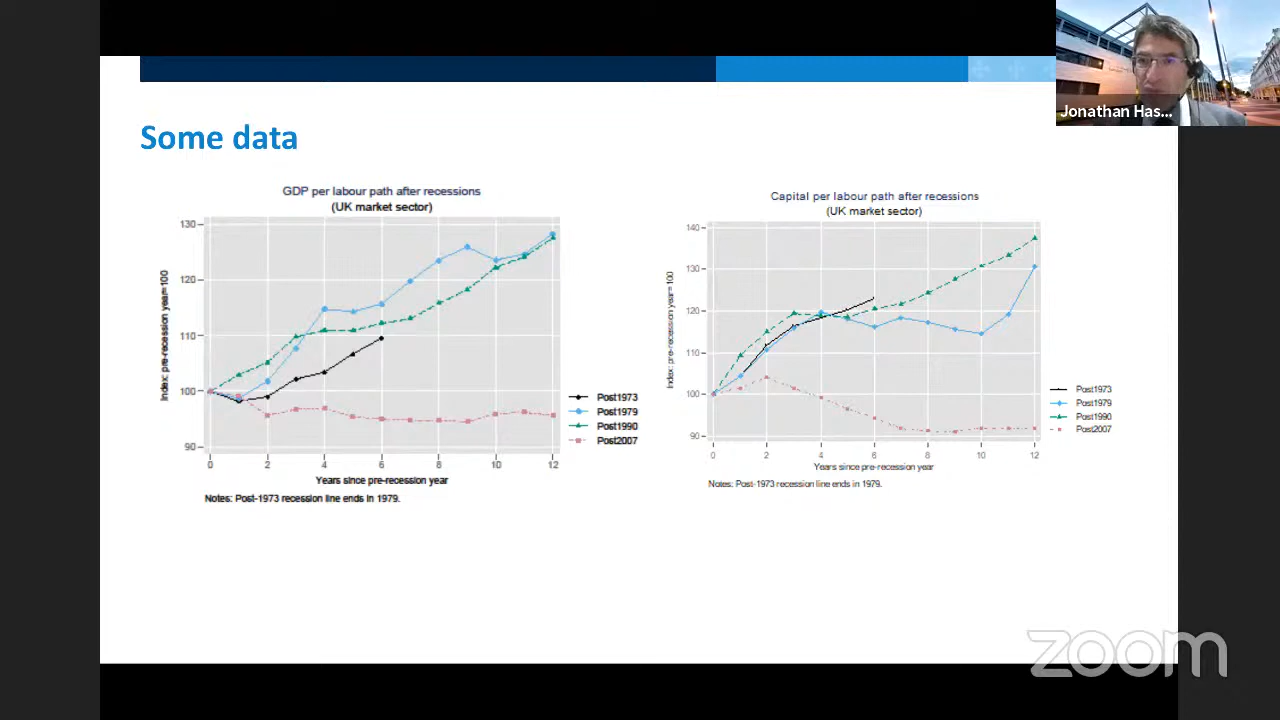 Jonathan Has...
Some data
GDP per labour path after recessions
(UK market sector)
Index: pre-recession year=100
130
120
110
100
90
0 2 4 6 8 10 12
Years since pre-recession year
Notes: Post-1973 recession line ends in 1979.
Post1973
Post1979
Post1990
Post2007
Capital per labour path after recessions
(UK market sector)
Index: pre-recession year=100
140
130
120
110
100
90
0 2 4 6 8 10 12
Years since pre-recession year
Notes: Post-1973 recession line ends in 1979.
Post1973
Post1979
Post1990
Post2007
zoom